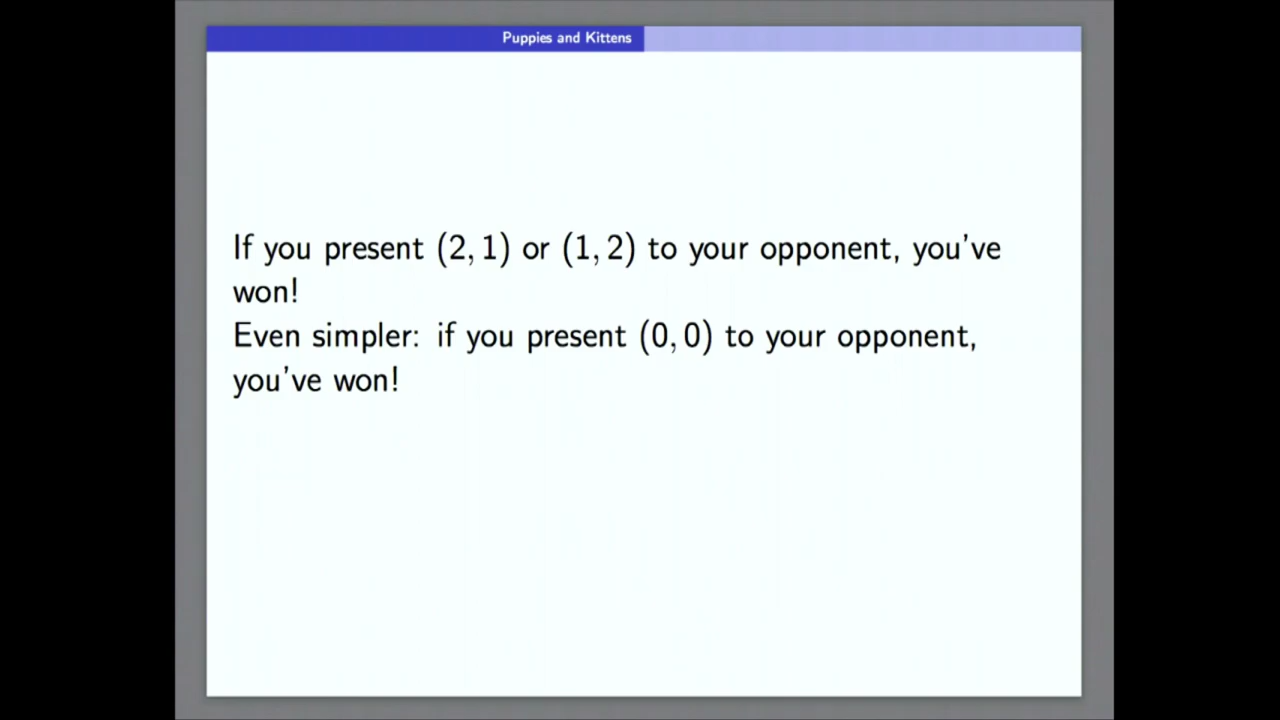 Puppies and Kittens
If you present (2, 1) or (1, 2) to your opponent, you've
won!
Even simpler: if you present (0, 0) to your opponent,
you've won!